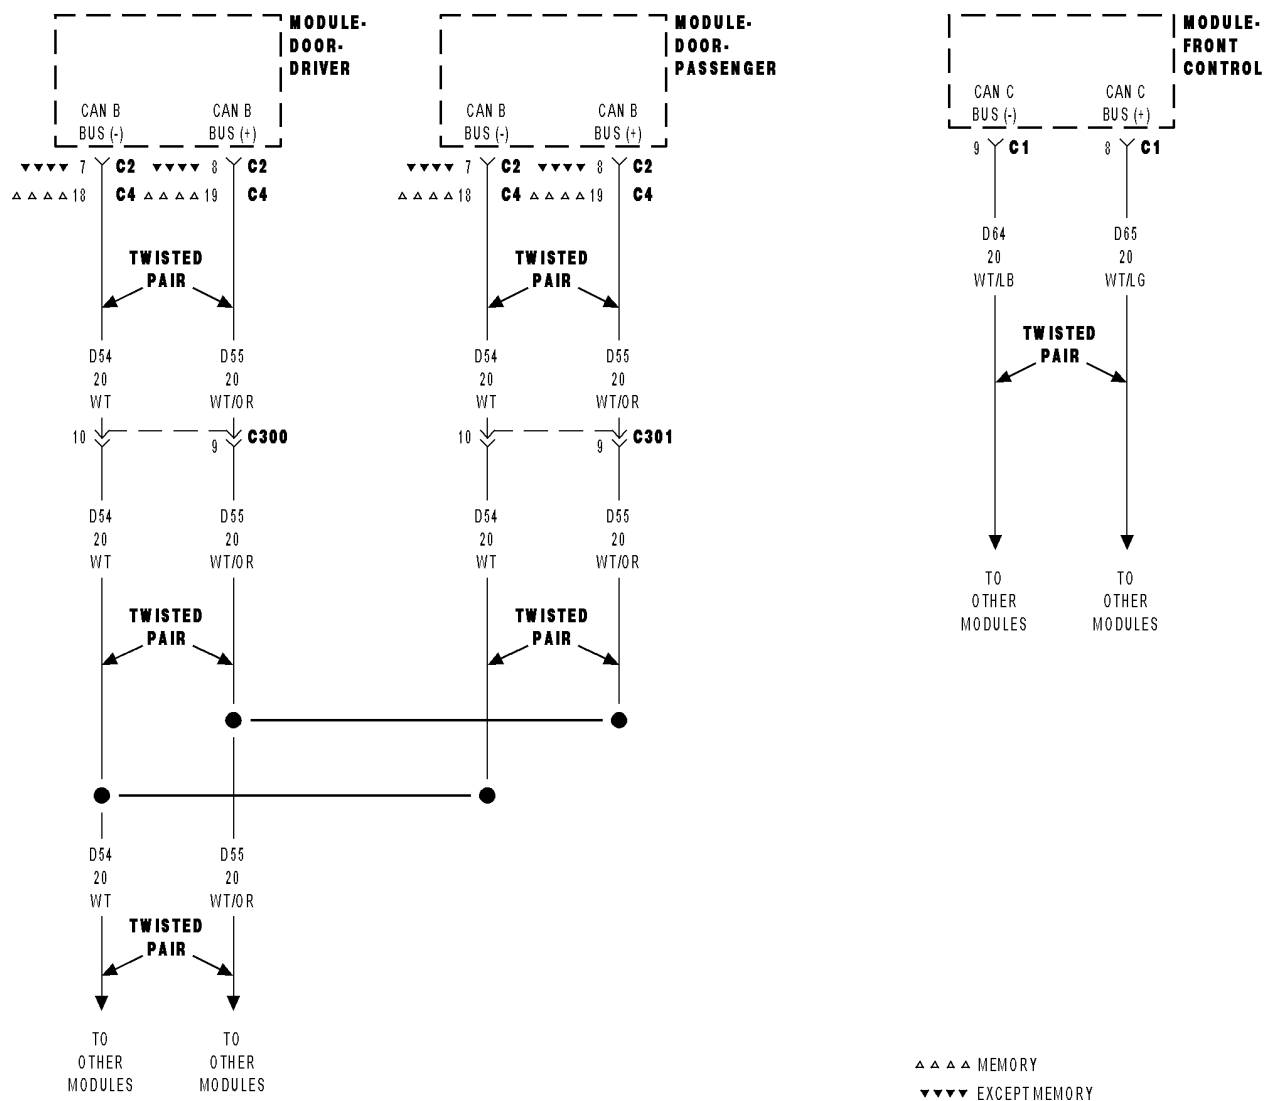 MODULE-
DOOR-
DRIVER
MODULE-
DOOR-
PASSENGER
MODULE-
FRONT
CONTROL
CAN B
BUS (-)
CAN B
BUS (+)
CAN B
BUS (-)
CAN B
BUS (+)
CAN C
BUS (-)
CAN C
BUS (+)
7 C2 8 C2
18 C4 19 C4
7 C2 8 C2
18 C4 19 C4
9 C1 8 C1
TWISTED
PAIR
TWISTED
PAIR
D64
20
WT/LB
D65
20
WT/LG
TWISTED
PAIR
D54
20
WT
D55
20
WT/OR
D54
20
WT
D55
20
WT/OR
10 9 C300
10 9 C301
D54
20
WT
D55
20
WT/OR
D54
20
WT
D55
20
WT/OR
TO
OTHER
MODULES
TO
OTHER
MODULES
TWISTED
PAIR
TWISTED
PAIR
D54
20
WT
D55
20
WT/OR
TWISTED
PAIR
TO
OTHER
MODULES
TO
OTHER
MODULES
MEMORY
EXCEPT MEMORY